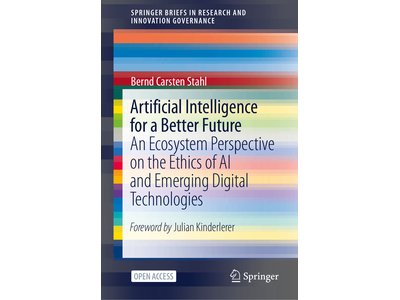 SPRINGER BRIEFS IN RESEARCH AND
INNOVATION GOVERNANCE
Bernd Carsten Stahl
Artificial Intelligence
for a Better Future
An Ecosystem Perspective
on the Ethics of AI
and Emerging Digital
Technologies
Foreword by Julian Kinderlerer
OPEN ACCESS
Springer